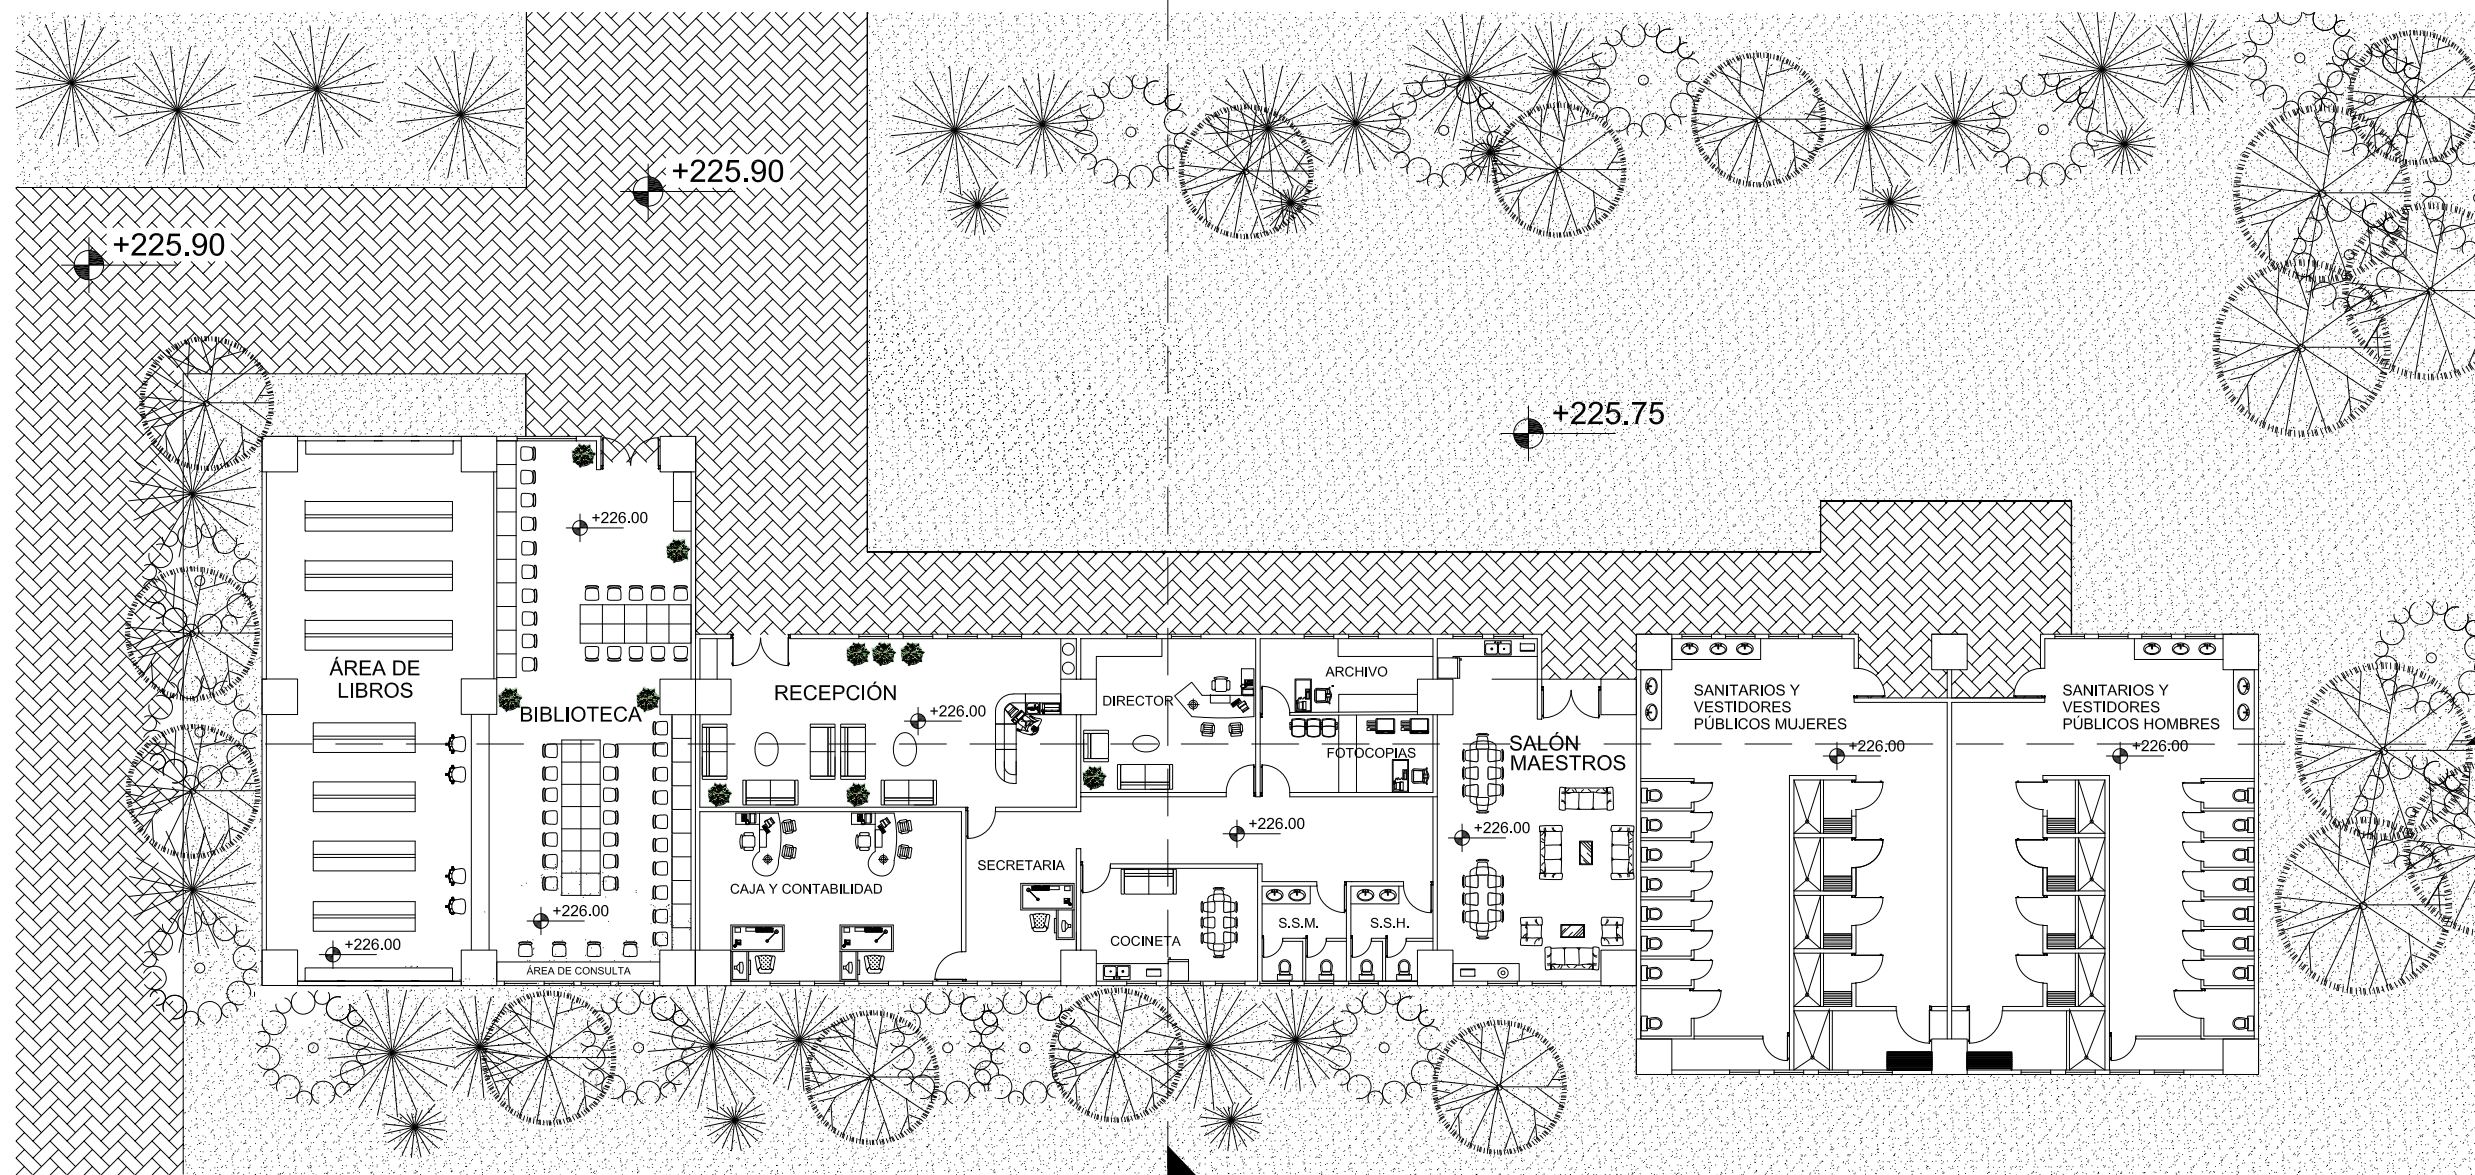 +225.90
+225.90
+225.75
+226.00
ÁREA DE
LIBROS
BIBLIOTECA
RECEPCIÓN
+226.00
DIRECTOR
ARCHIVO
FOTOCOPIAS
SALÓN
MAESTROS
SANITARIOS Y
VESTIDORES
PÚBLICOS MUJERES
+226.00
SANITARIOS Y
VESTIDORES
PÚBLICOS HOMBRES
+226.00
+226.00
+226.00
SECRETARIA
CAJA Y CONTABILIDAD
+226.00
+226.00
COCINETA
S.S.M.
S.S.H.
ÁREA DE CONSULTA